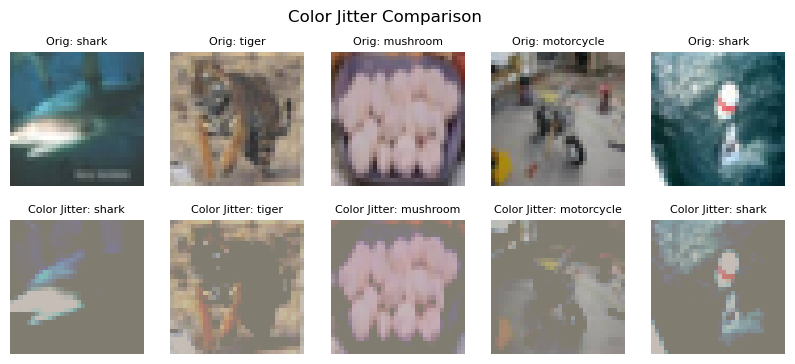 Color Jitter Comparison
Orig: shark
Orig: tiger
Orig: mushroom
Orig: motorcycle
Orig: shark
Color Jitter: shark
Color Jitter: tiger
Color Jitter: mushroom
Color Jitter: motorcycle
Color Jitter: shark